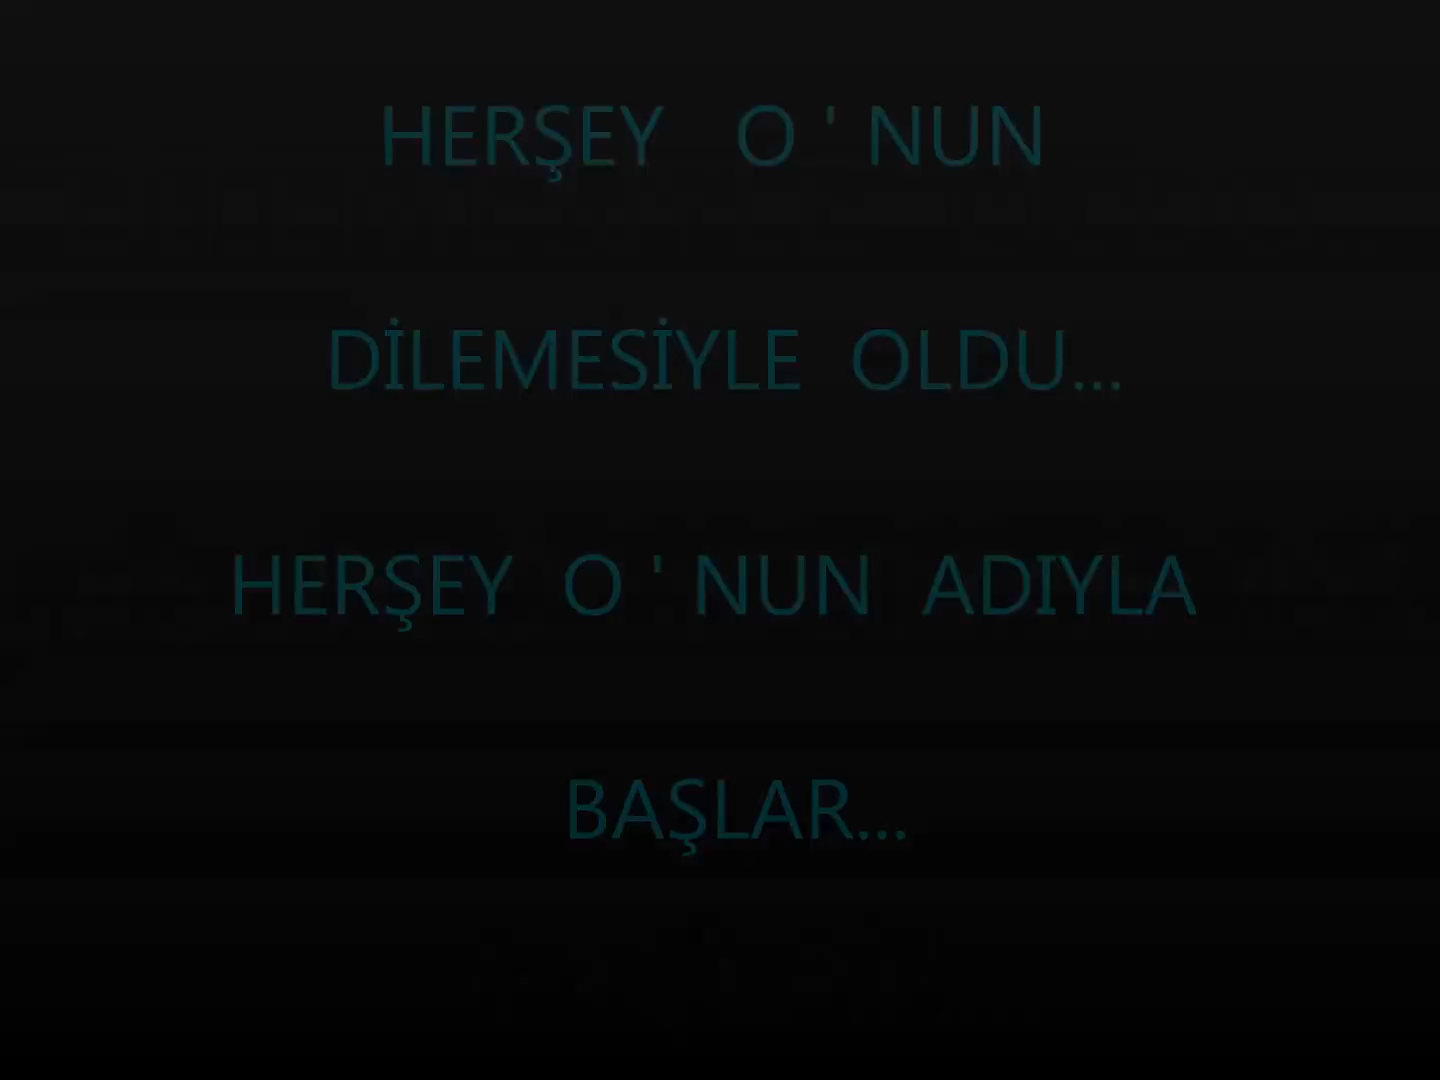 HERŞEY O ' NUN
DİLEMESİYLE OLDU...
HERŞEY O ' NUN ADIYLA
BAŞLAR...